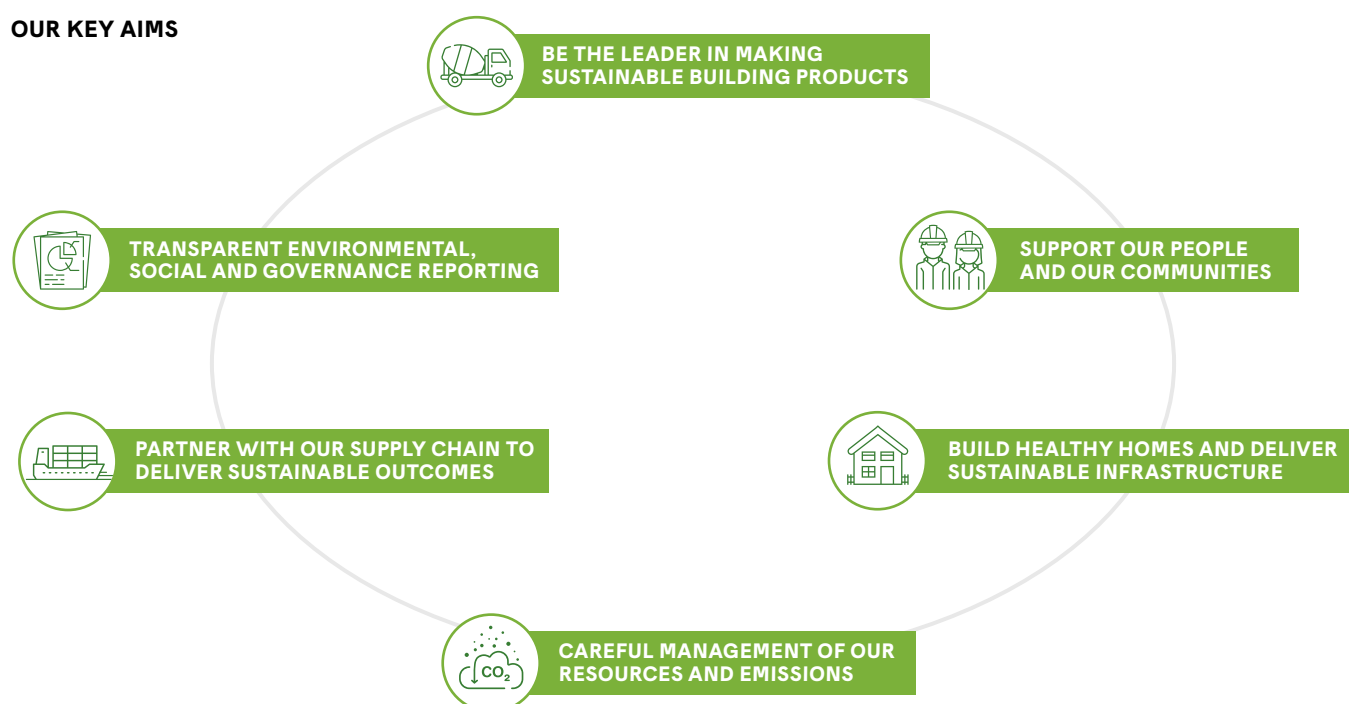 OUR KEY AIMS
BE THE LEADER IN MAKING
SUSTAINABLE BUILDING PRODUCTS
TRANSPARENT ENVIRONMENTAL,
SOCIAL AND GOVERNANCE REPORTING
SUPPORT OUR PEOPLE
AND OUR COMMUNITIES
PARTNER WITH OUR SUPPLY CHAIN TO
DELIVER SUSTAINABLE OUTCOMES
BUILD HEALTHY HOMES AND DELIVER
SUSTAINABLE INFRASTRUCTURE
CO₂
CAREFUL MANAGEMENT OF OUR
RESOURCES AND EMISSIONS